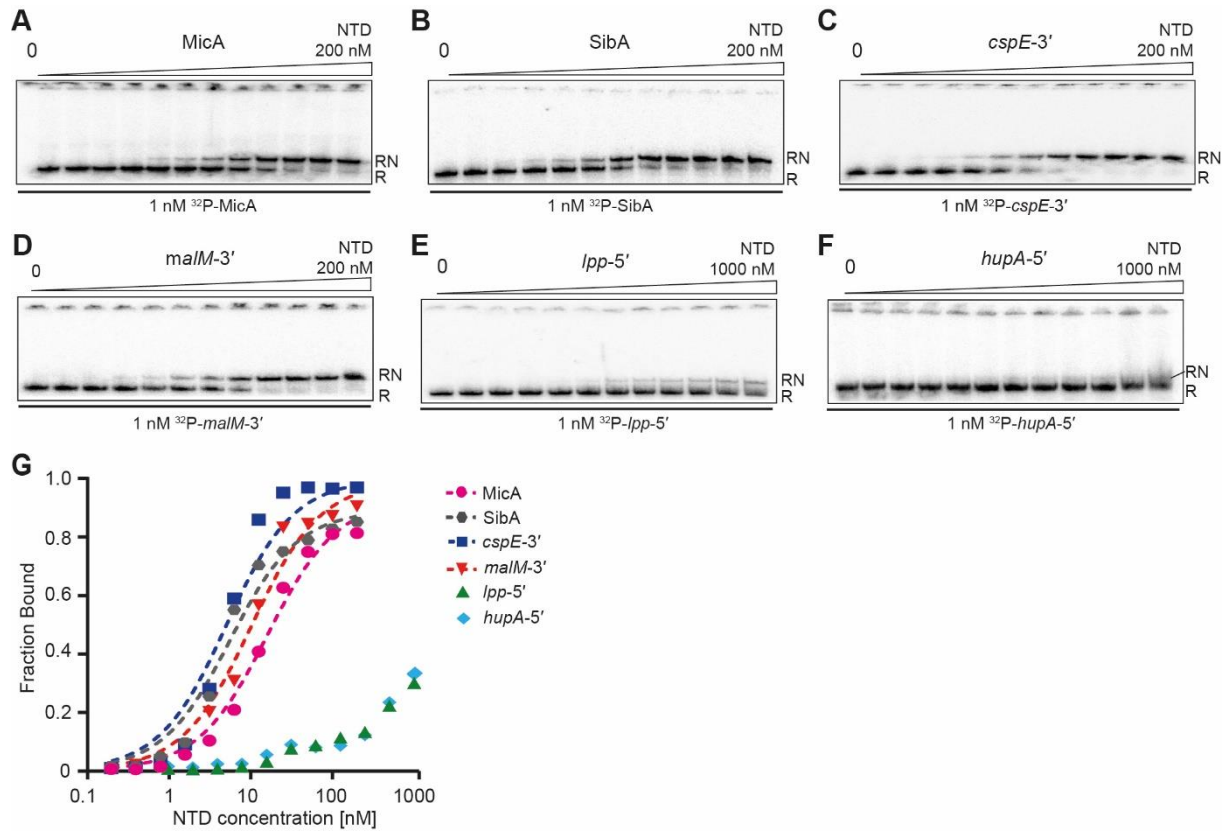 A
MicA
0
NTD
200 nM
RN
R
1 nM ³²P-MicA
B
SibA
0
NTD
200 nM
RN
R
1 nM ³²P-SibA
C
cspE-3′
0
NTD
200 nM
RN
R
1 nM ³²P-cspE-3′
D
malM-3′
0
NTD
200 nM
RN
R
1 nM ³²P-malM-3′
E
lpp-5′
0
NTD
1000 nM
RN
R
1 nM ³²P-lpp-5′
F
hupA-5′
0
NTD
1000 nM
RN
R
1 nM ³²P-hupA-5′
G
Fraction Bound
1.0
0.8
0.6
0.4
0.2
0
0.1
1
10
100
1000
NTD concentration [nM]
MicA
SibA
cspE-3′
malM-3′
lpp-5′
hupA-5′